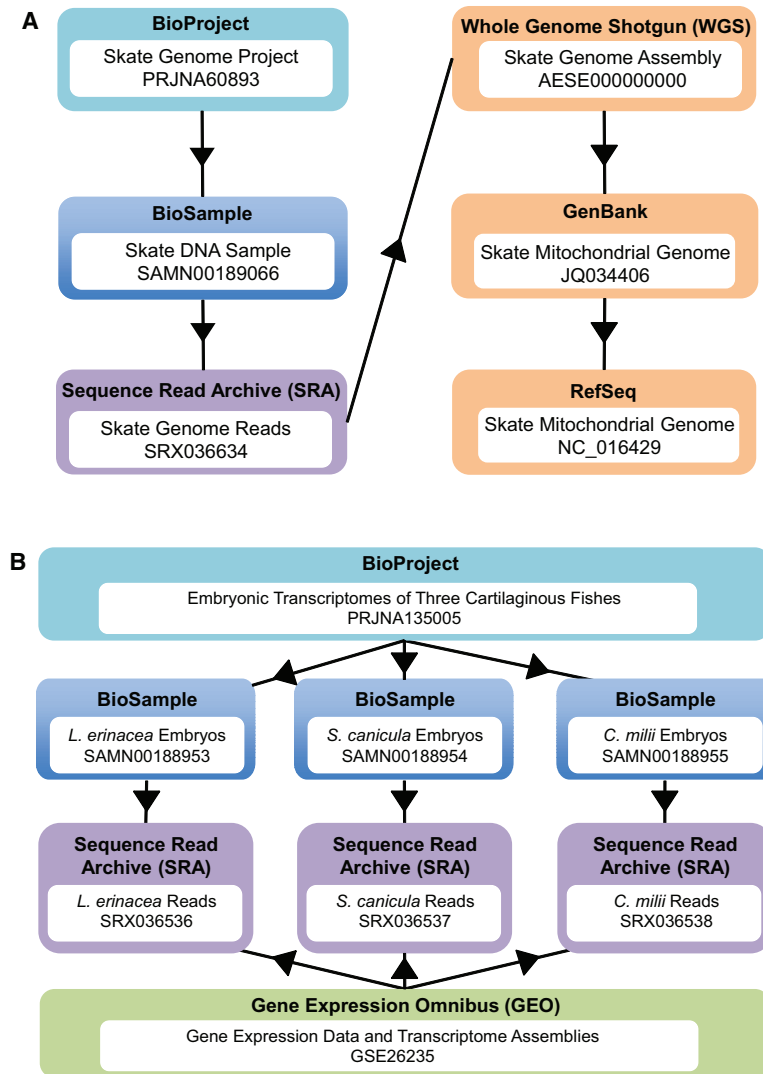 A
BioProject
Skate Genome Project
PRJNA60893
BioSample
Skate DNA Sample
SAMN00189066
Sequence Read Archive (SRA)
Skate Genome Reads
SRX036634
Whole Genome Shotgun (WGS)
Skate Genome Assembly
AESE000000000
GenBank
Skate Mitochondrial Genome
JQ034406
RefSeq
Skate Mitochondrial Genome
NC_016429
B
BioProject
Embryonic Transcriptomes of Three Cartilaginous Fishes
PRJNA135005
BioSample
L. erinacea Embryos
SAMN00188953
BioSample
S. canicula Embryos
SAMN00188954
BioSample
C. milii Embryos
SAMN00188955
Sequence Read
Archive (SRA)
L. erinacea Reads
SRX036536
Sequence Read
Archive (SRA)
S. canicula Reads
SRX036537
Sequence Read
Archive (SRA)
C. milii Reads
SRX036538
Gene Expression Omnibus (GEO)
Gene Expression Data and Transcriptome Assemblies
GSE26235